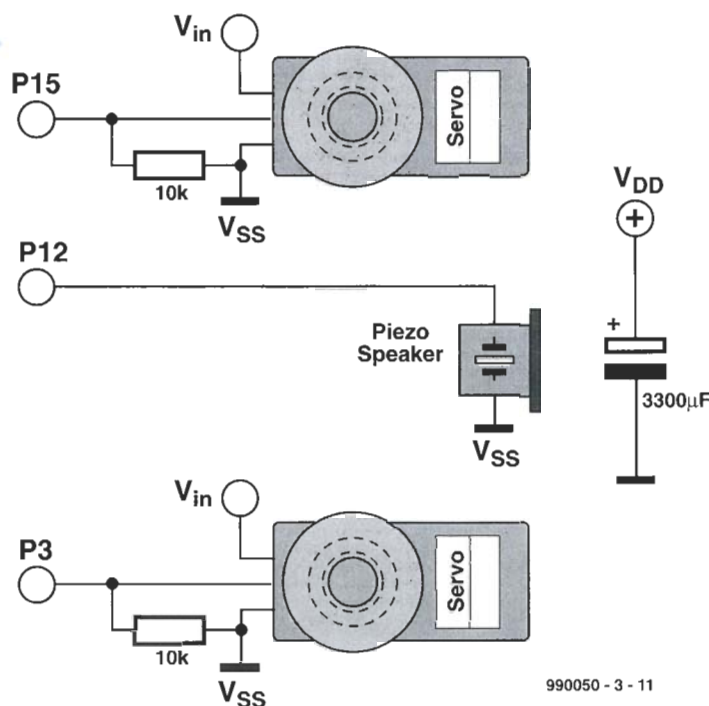 Vin
P15
Servo
10k
VSS
VDD
+
P12
Piezo
Speaker
+
3300µF
VSS
Vin
P3
Servo
10k
VSS
990050 - 3 - 11